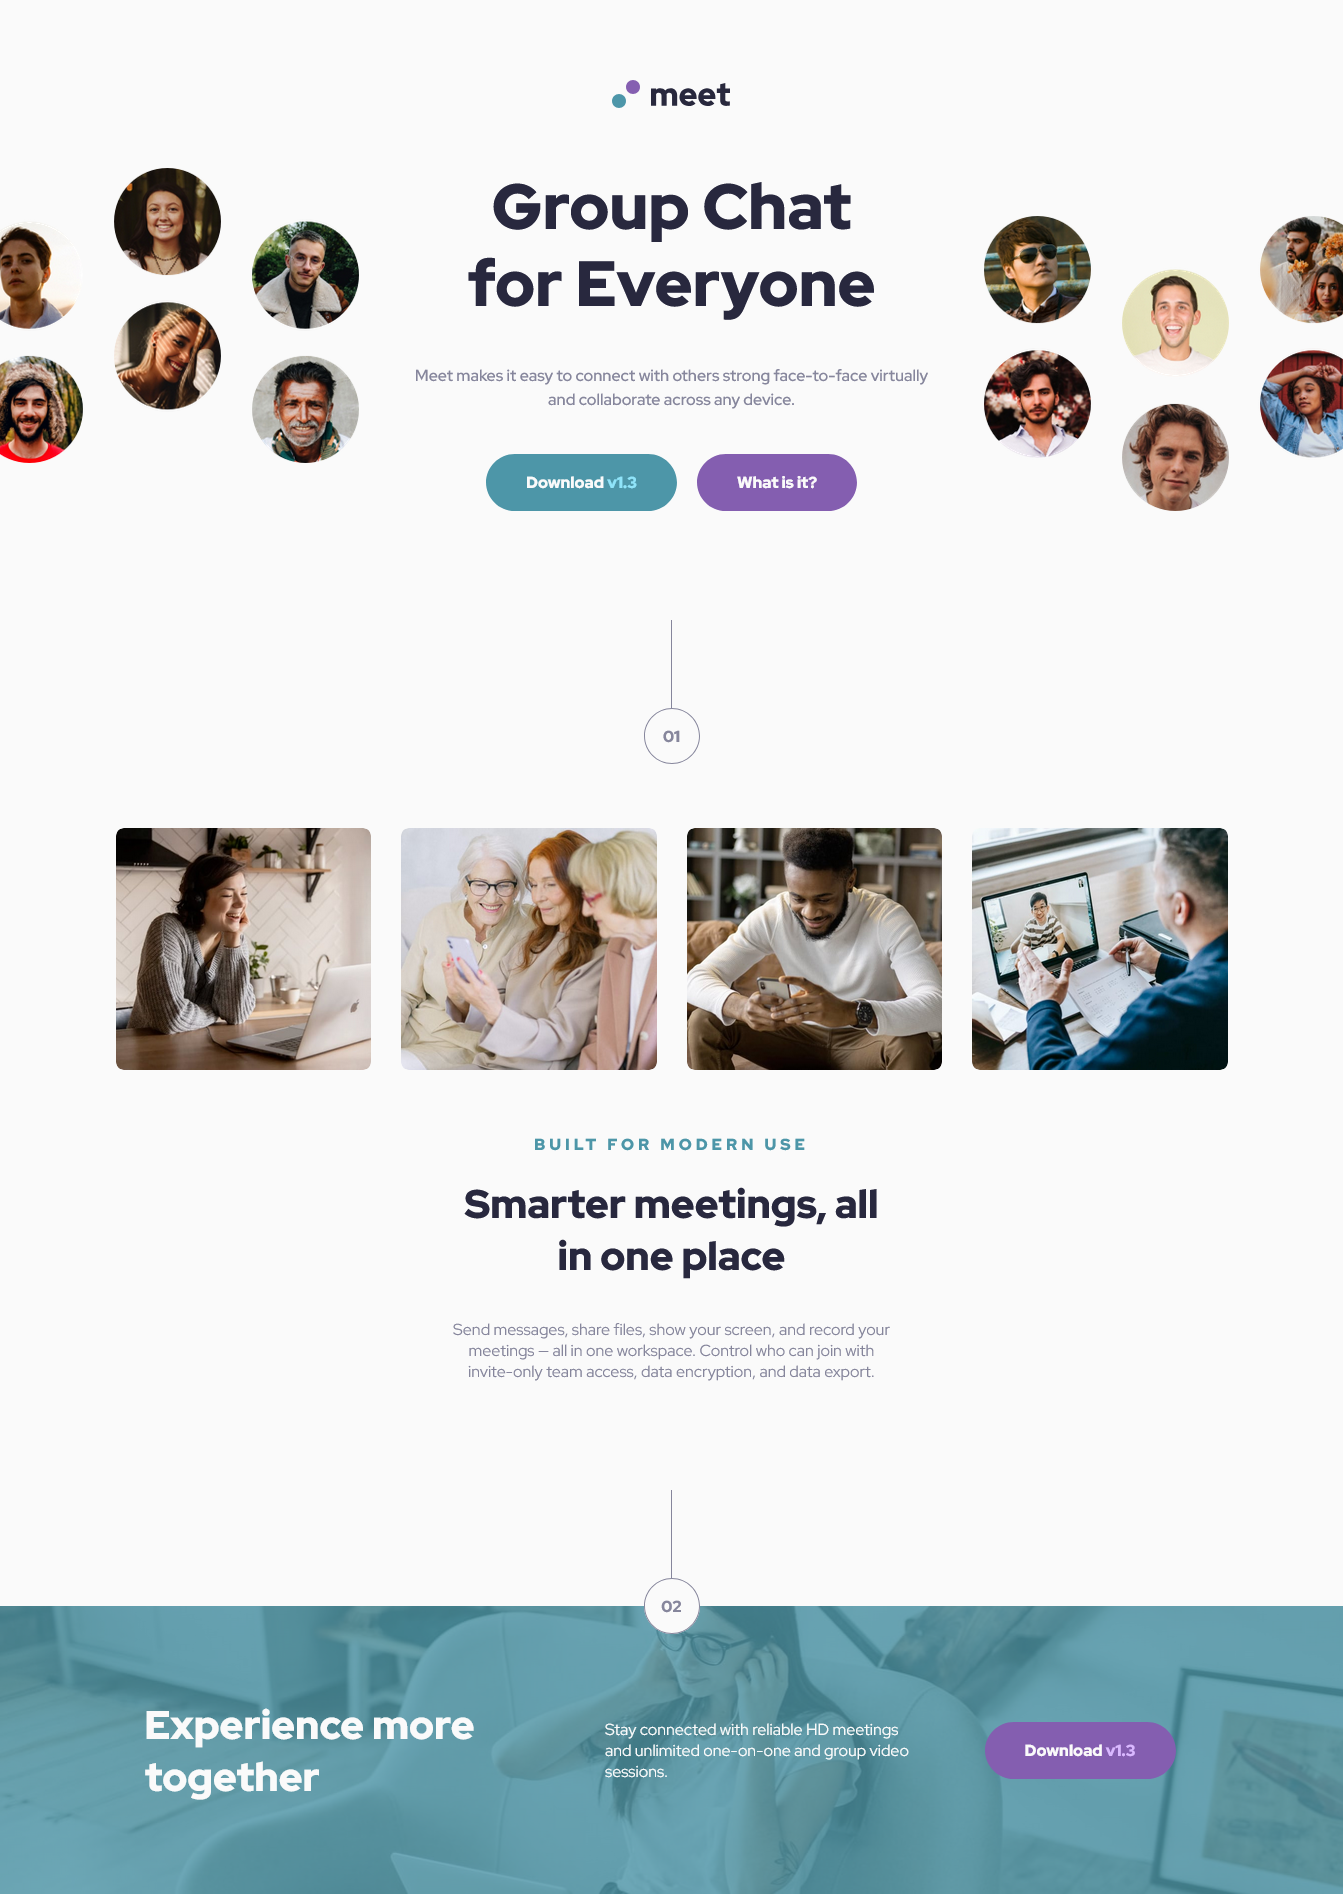 meet
Group Chat
for Everyone
Meet makes it easy to connect with others strong face-to-face virtually
and collaborate across any device.
Download v1.3
What is it?
01
BUILT FOR MODERN USE
Smarter meetings, all
in one place
Send messages, share files, show your screen, and record your
meetings — all in one workspace. Control who can join with
invite-only team access, data encryption, and data export.
02
Experience more
together
Stay connected with reliable HD meetings
and unlimited one-on-one and group video
sessions.
Download v1.3